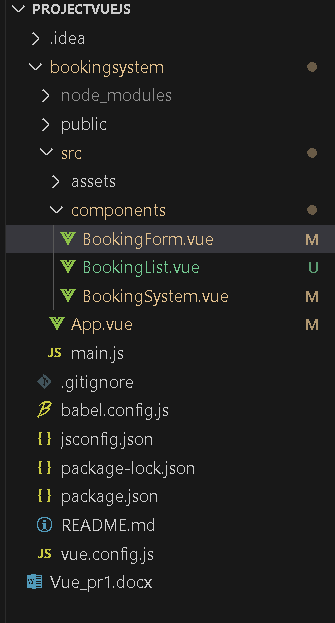 PROJECTVUEJS
.idea
bookingsystem
node_modules
public
src
assets
components
BookingForm.vue M
BookingList.vue U
BookingSystem.vue M
App.vue M
JS main.js
.gitignore
B babel.config.js
{} jsconfig.json
{} package-lock.json
{} package.json
README.md
JS vue.config.js
Vue_pr1.docx